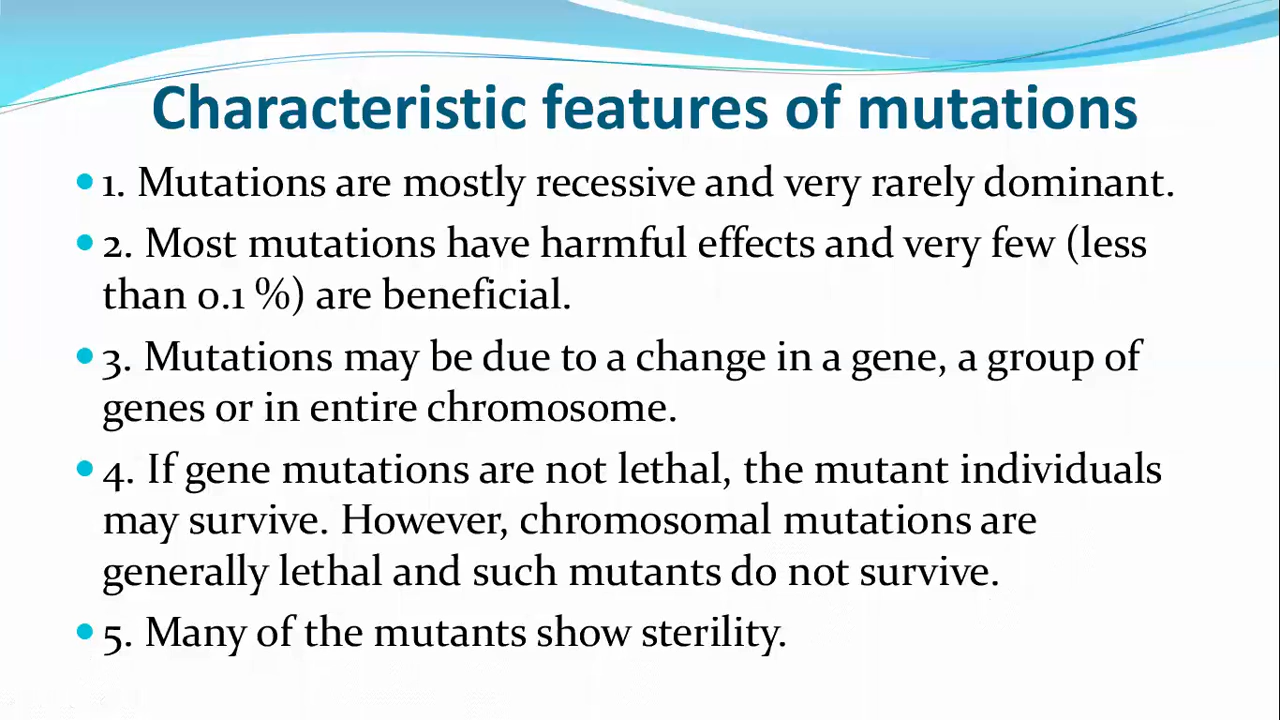 Characteristic features of mutations
• 1. Mutations are mostly recessive and very rarely dominant.
• 2. Most mutations have harmful effects and very few (less
than 0.1 %) are beneficial.
• 3. Mutations may be due to a change in a gene, a group of
genes or in entire chromosome.
• 4. If gene mutations are not lethal, the mutant individuals
may survive. However, chromosomal mutations are
generally lethal and such mutants do not survive.
• 5. Many of the mutants show sterility.